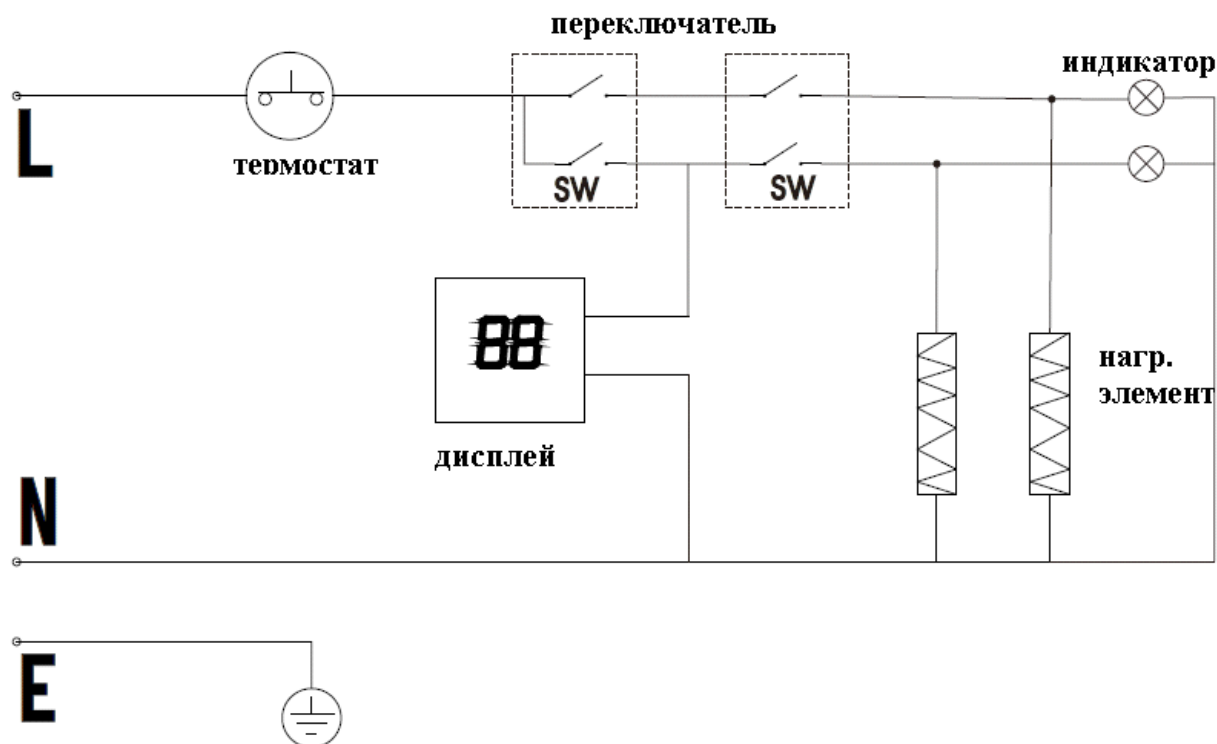 переключатель
индикатор
L
термостат
SW
SW
88
нагр.
элемент
дисплей
N
E